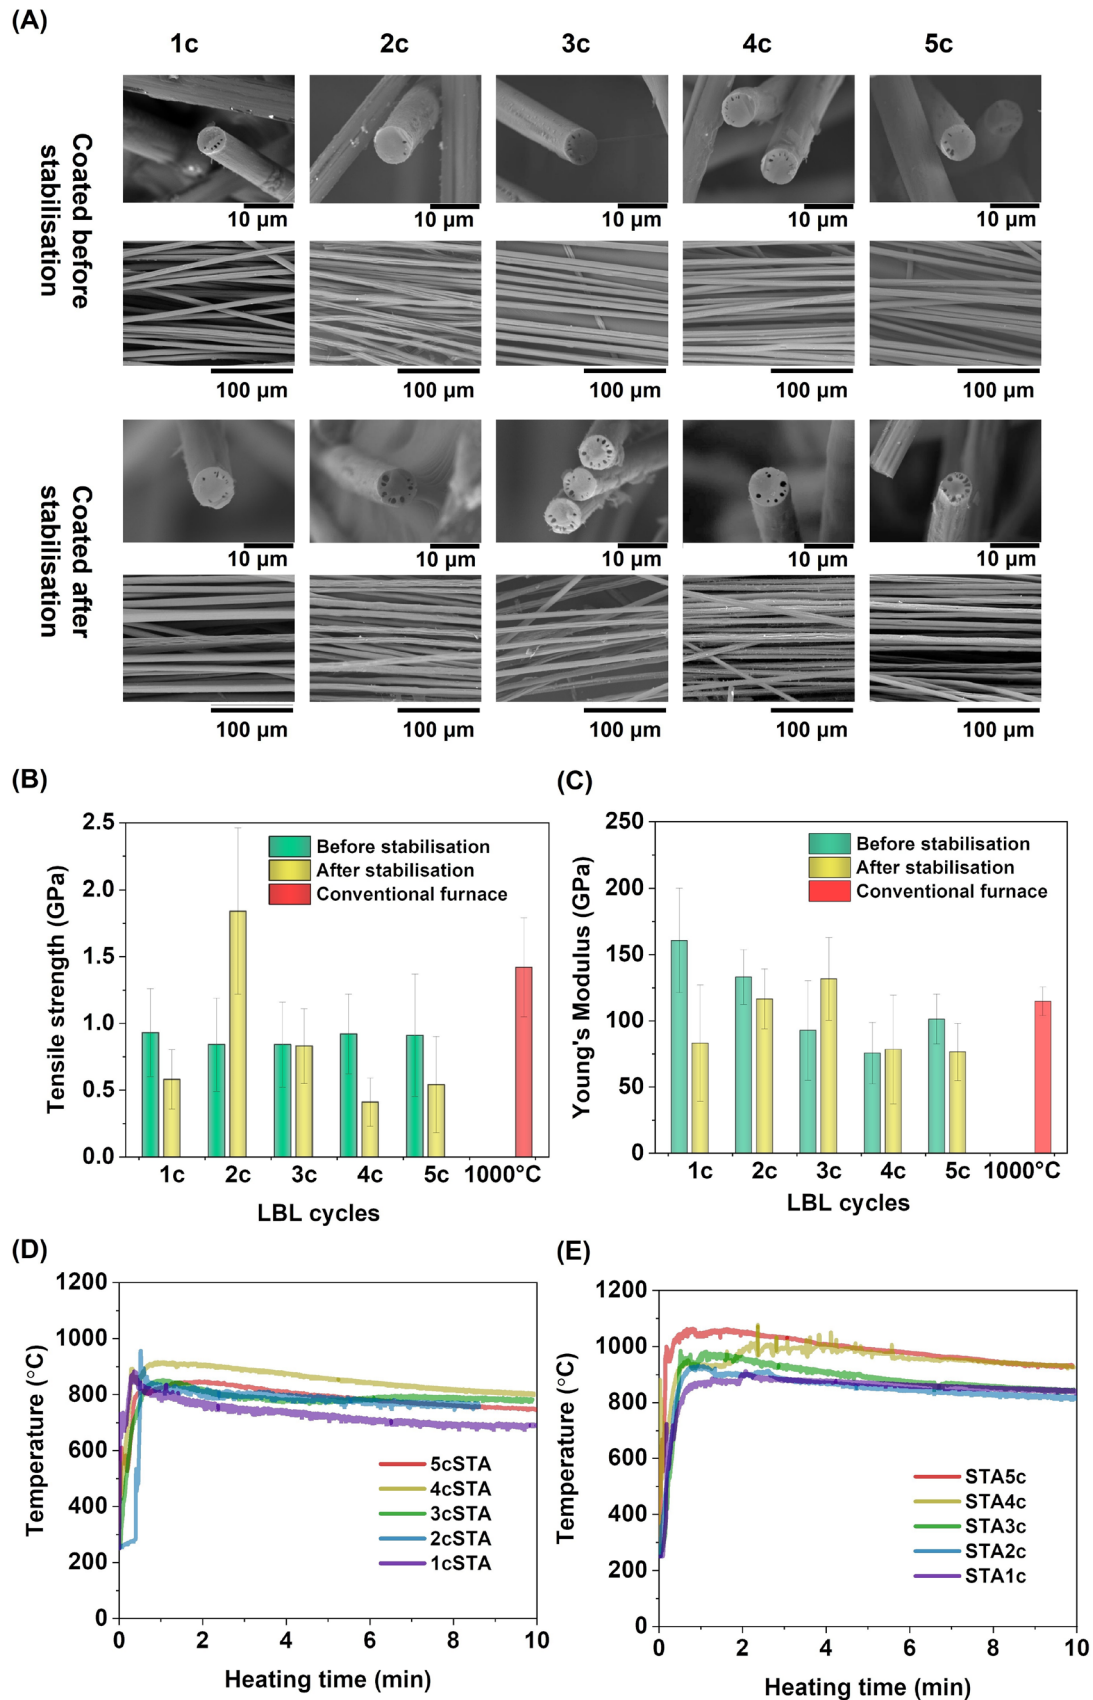 (A)
1c 2c 3c 4c 5c
Coated before
stabilisation
10 µm 10 µm 10 µm 10 µm 10 µm
100 µm 100 µm 100 µm 100 µm 100 µm
Coated after
stabilisation
10 µm 10 µm 10 µm 10 µm 10 µm
100 µm 100 µm 100 µm 100 µm 100 µm
(B)
Tensile strength (GPa)
2.5
2.0
1.5
1.0
0.5
0.0
Before stabilisation
After stabilisation
Conventional furnace
1c 2c 3c 4c 5c 1000°C
LBL cycles
(C)
Young's Modulus (GPa)
250
200
150
100
50
0
Before stabilisation
After stabilisation
Conventional furnace
1c 2c 3c 4c 5c 1000°C
LBL cycles
(D)
Temperature (°C)
1200
1000
800
600
400
200
0
5cSTA
4cSTA
3cSTA
2cSTA
1cSTA
0 2 4 6 8 10
Heating time (min)
(E)
Temperature (°C)
1200
1000
800
600
400
200
0
STA5c
STA4c
STA3c
STA2c
STA1c
0 2 4 6 8 10
Heating time (min)